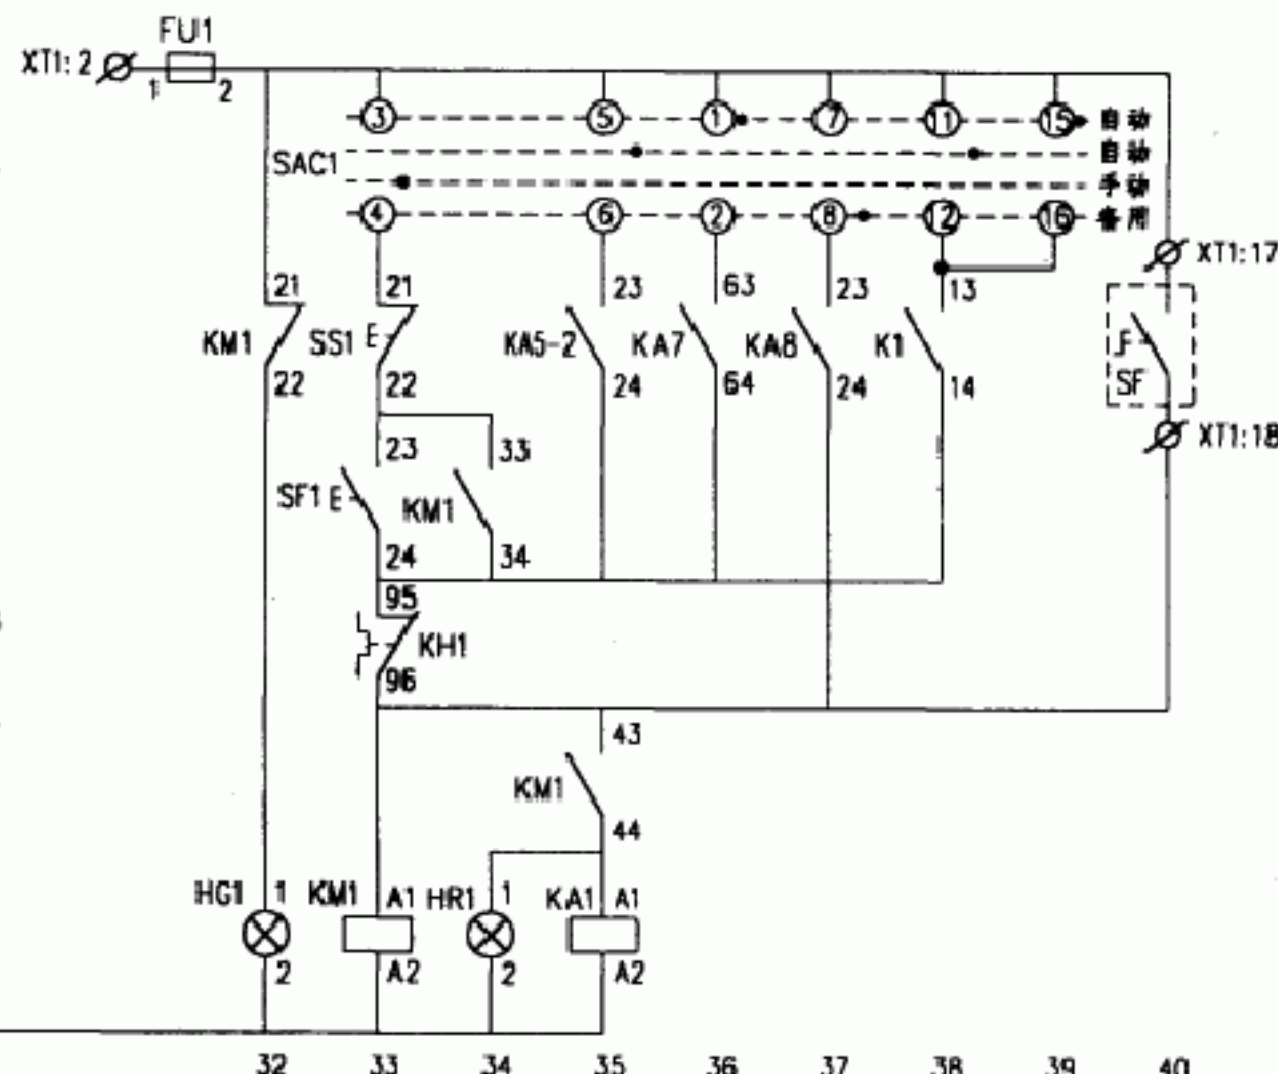 FU1
XT1:2
1 2
3 5 1 7 11 15 自动
SAC1 自动
手动
4 6 2 8 12 16 备用
XT1:17
21 21 23 63 23 13
KM1 SS1 E KA5-2 KA7 KA8 K1
SF
22 22 24 64 24 14
XT1:18
23 33
SF1 E KM1
24 34
95
KH1
96
43
KM1
44
HG1 1 KM1 A1 HR1 1 KA1 A1
2 A2 2 A2
32 33 34 35 36 37 38 39 40